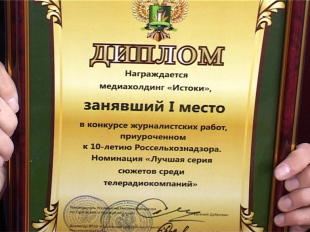 ДИПЛОМ
Награждается
медиахолдинг «Истоки»,
занявший I место
в конкурсе журналистских работ,
приуроченном
к 10-летию Россельхознадзора.
Номинация «Лучшая серия
сюжетов среди
телерадиокомпаний»